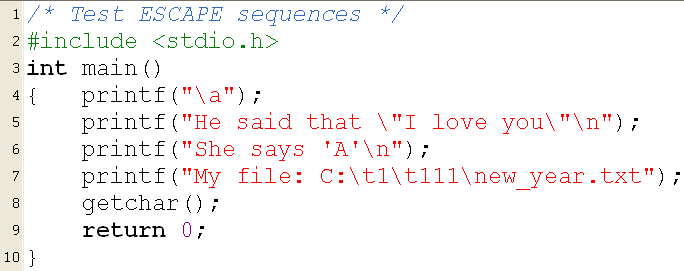 1 /* Test ESCAPE sequences */
2 #include <stdio.h>
3 int main()
4 {   printf("\a");
5     printf("He said that \"I love you\"\n");
6     printf("She says 'A'\n");
7     printf("My file: C:\t1\t111\new_year.txt");
8     getchar();
9     return 0;
10 }